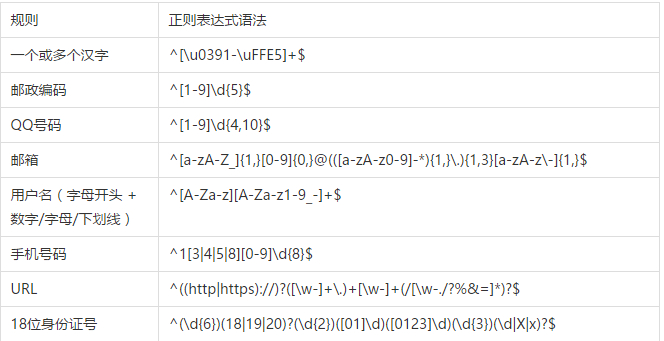 规则 正则表达式语法
一个或多个汉字 ^[\u0391-\uFFE5]+$
邮政编码 ^[1-9]\d{5}$
QQ号码 ^[1-9]\d{4,10}$
邮箱 ^[a-zA-Z_]{1,}[0-9]{0,}@(([a-zA-z0-9]-*){1,}\.){1,3}[a-zA-z\-]{1,}$
用户名（字母开头 + ^[A-Za-z][A-Za-z1-9_-]+$
数字/字母/下划线）
手机号码 ^1[3|4|5|8][0-9]\d{8}$
URL ^((http|https)://)?([\w-]+\.)+[\w-]+(/[\w-./?%&=]*)?$
18位身份证号 ^(\d{6})(18|19|20)?(\d{2})([01]\d)([0123]\d)(\d{3})(\d|X|x)?$